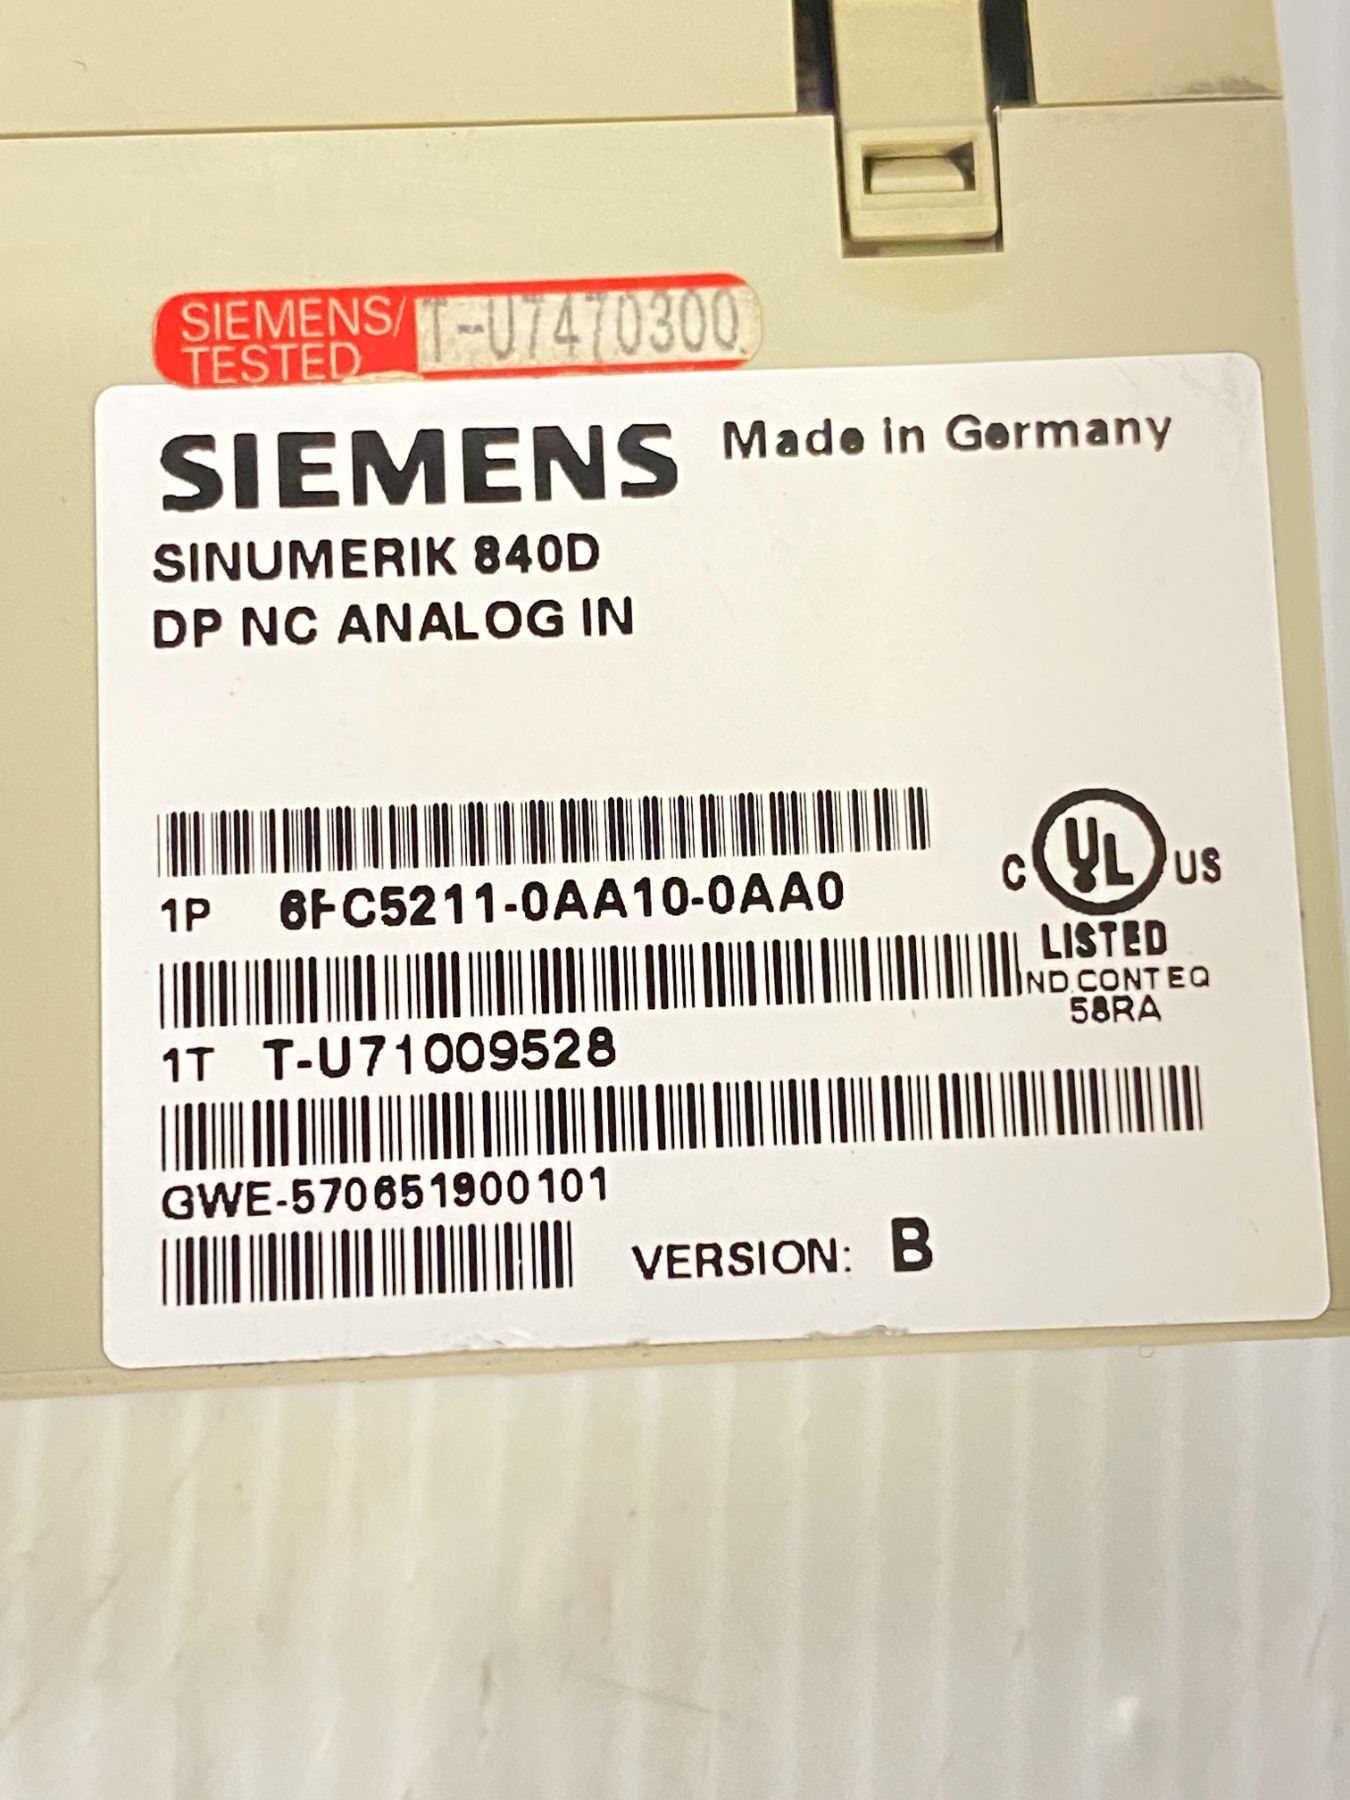 SIEMENS/
TESTED
T-U7470300
SIEMENS Made in Germany
SINUMERIK 840D
DP NC ANALOG IN
1P 6FC5211-0AA10-0AA0
C UL US
LISTED
IND.CONT EQ
58RA
1T T-U71009528
GWE-570651900101
VERSION: B